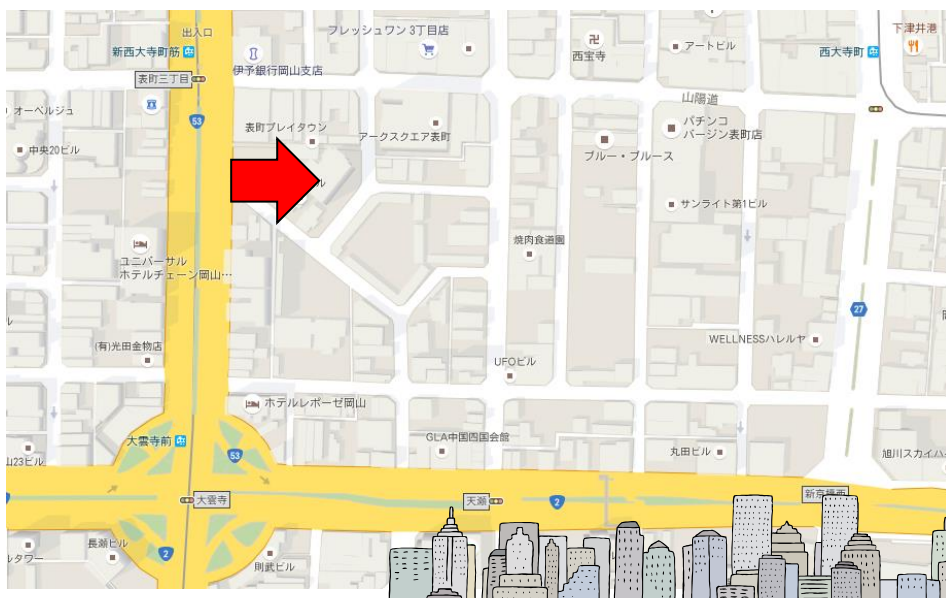 出入口
フレッシュワン 3丁目店
新西大寺町筋
伊予銀行岡山支店
西宝寺
アートビル
西大寺町
下津井港
表町三丁目
オーベルジュ
53
表町プレイタウン
アークスクエア表町
山陽道
パチンコ
バージン表町店
中央20ビル
ル
ブルー・ブルース
サンライト第1ビル
ユニバーサル
ホテルチェーン岡山…
焼肉食道園
27
(有)光田金物店
WELLNESSハレルヤ
UFOビル
ホテルレポーゼ岡山
大雲寺前
53
GLA中国四国会館
丸田ビル
山23ビル
旭川スカイハ
大雲寺
天瀬
2
長瀬ビル
ルタワー
2
則武ビル